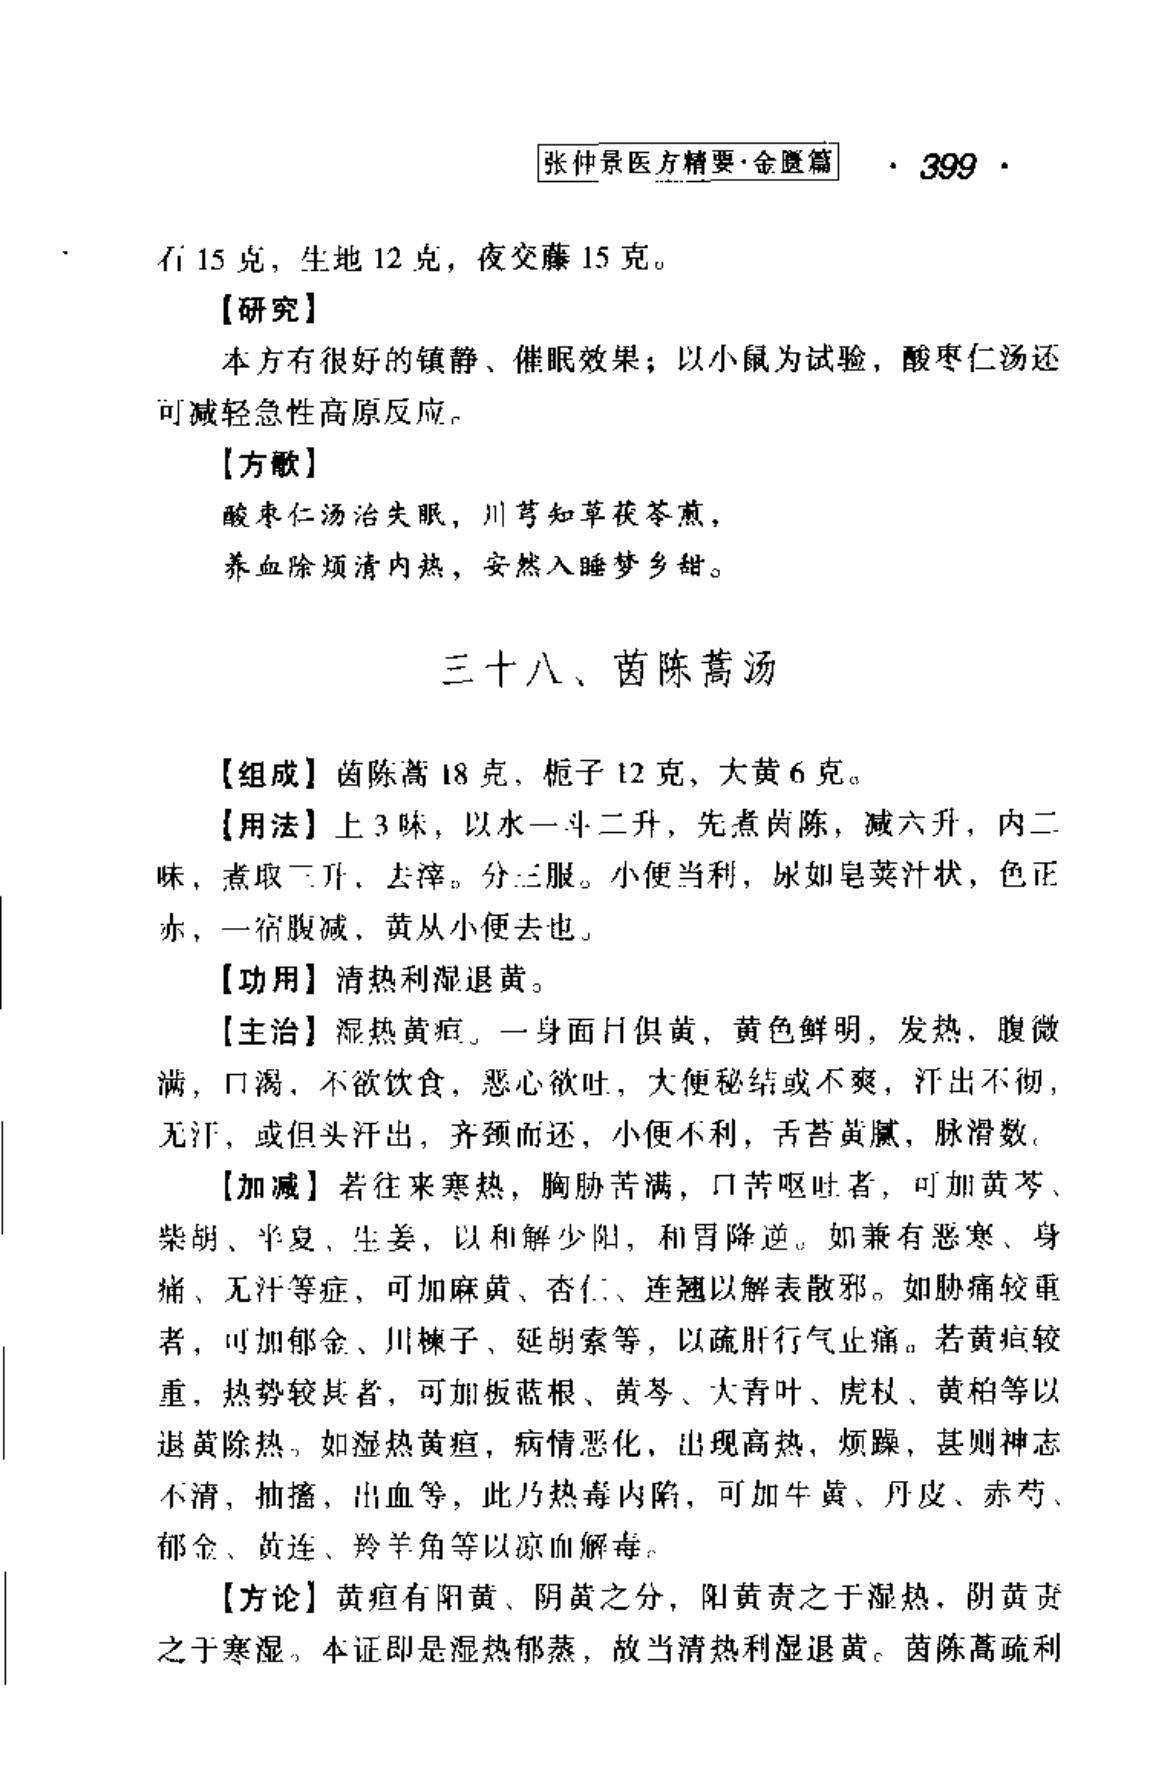 张仲景医方精要·金匮篇 · 399 ·
石 15 克，生地 12 克，夜交藤 15 克。
【研究】
本方有很好的镇静、催眠效果；以小鼠为试验，酸枣仁汤还
可减轻急性高原反应。
【方歌】
酸枣仁汤治失眠，川芎知草茯苓煎，
养血除烦清内热，安然入睡梦乡甜。
三十八、茵陈蒿汤
【组成】茵陈蒿 18 克，栀子 12 克，大黄 6 克。
【用法】上 3 味，以水一斗二升，先煮茵陈，减六升，内二
味，煮取三升，去滓。分三服。小便当利，尿如皂荚汁状，色正
赤，一宿腹减，黄从小便去也。
【功用】清热利湿退黄。
【主治】湿热黄疸。一身面目俱黄，黄色鲜明，发热，腹微
满，口渴，不欲饮食，恶心欲吐，大便秘结或不爽，汗出不彻，
无汗，或但头汗出，齐颈而还，小便不利，舌苔黄腻，脉滑数。
【加减】若往来寒热，胸胁苦满，口苦呕吐者，可加黄芩、
柴胡、半夏、生姜，以和解少阳，和胃降逆。如兼有恶寒、身
痛、无汗等症，可加麻黄、杏仁、连翘以解表散邪。如胁痛较重
者，可加郁金、川楝子、延胡索等，以疏肝行气止痛。若黄疸较
重，热势较甚者，可加板蓝根、黄芩、大青叶、虎杖、黄柏等以
退黄除热。如湿热黄疸，病情恶化，出现高热，烦躁，甚则神志
不清，抽搐，出血等，此乃热毒内陷，可加牛黄、丹皮、赤芍、
郁金、黄连、羚羊角等以凉血解毒。
【方论】黄疸有阳黄、阴黄之分，阳黄责之于湿热，阴黄责
之于寒湿。本证即是湿热郁蒸，故当清热利湿退黄。茵陈蒿疏利